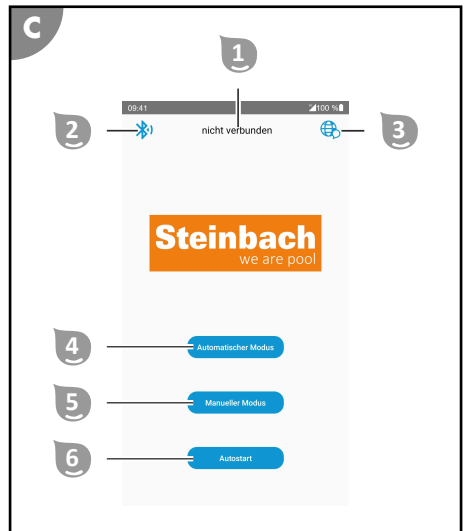 C
1
2
3
09:41
100 %
nicht verbunden
Steinbach
we are pool
4
Automatischer Modus
5
Manueller Modus
6
Autostart